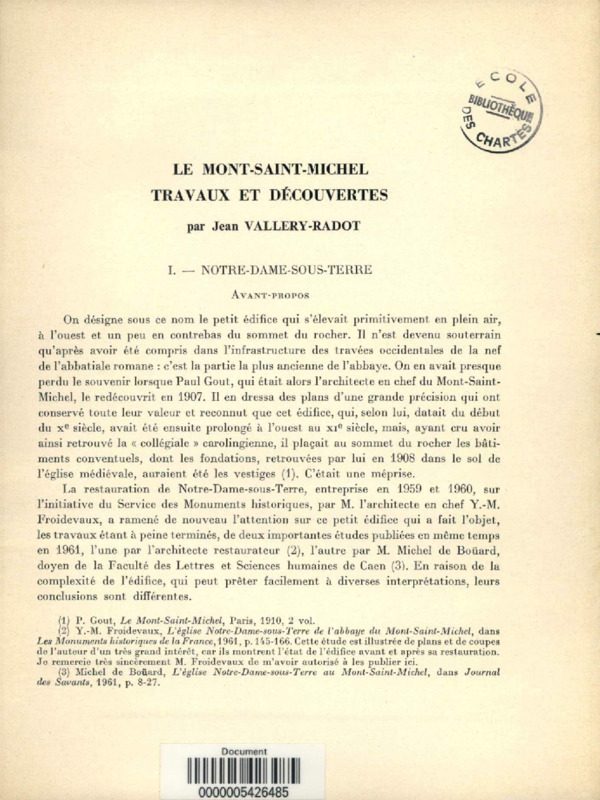 ECOLE
BIBLIOTHÈQUE
DES CHARTES
LE MONT-SAINT-MICHEL
TRAVAUX ET DÉCOUVERTES
par Jean VALLERY-RADOT
I. — NOTRE-DAME-SOUS-TERRE
AVANT-PROPOS
On désigne sous ce nom le petit édifice qui s'élevait primitivement en plein air,
à l'ouest et un peu en contrebas du sommet du rocher. Il n'est devenu souterrain
qu'après avoir été compris dans l'infrastructure des travées occidentales de la nef
de l'abbatiale romane : c'est la partie la plus ancienne de l'abbaye. On en avait presque
perdu le souvenir lorsque Paul Gout, qui était alors l'architecte en chef du Mont-Saint-
Michel, le redécouvrit en 1907. Il en dressa des plans d'une grande précision qui ont
conservé toute leur valeur et reconnut que cet édifice, qui, selon lui, datait du début
du xe siècle, avait été ensuite prolongé à l'ouest au xie siècle, mais, ayant cru avoir
ainsi retrouvé la « collégiale » carolingienne, il plaçait au sommet du rocher les bâti-
ments conventuels, dont les fondations, retrouvées par lui en 1908 dans le sol de
l'église médiévale, auraient été les vestiges (1). C'était une méprise.
La restauration de Notre-Dame-sous-Terre, entreprise en 1959 et 1960, sur
l'initiative du Service des Monuments historiques, par M. l'architecte en chef Y.-M.
Froidevaux, a ramené de nouveau l'attention sur ce petit édifice qui a fait l'objet,
les travaux étant à peine terminés, de deux importantes études publiées en même temps
en 1961, l'une par l'architecte restaurateur (2), l'autre par M. Michel de Boüard,
doyen de la Faculté des Lettres et Sciences humaines de Caen (3). En raison de la
complexité de l'édifice, qui peut prêter facilement à diverses interprétations, leurs
conclusions sont différentes.
(1) P. Gout, Le Mont-Saint-Michel, Paris, 1910, 2 vol.
(2) Y.-M. Froidevaux, L'église Notre-Dame-sous-Terre de l'abbaye du Mont-Saint-Michel, dans
Les Monuments historiques de la France, 1961, p. 145-166. Cette étude est illustrée de plans et de coupes
de l'auteur d'un très grand intérêt, car ils montrent l'état de l'édifice avant et après sa restauration.
Je remercie très sincèrement M. Froidevaux de m'avoir autorisé à les publier ici.
(3) Michel de Boüard, L'église Notre-Dame-sous-Terre au Mont-Saint-Michel, dans Journal
des Savants, 1961, p. 8-27.
Document
0000005426485